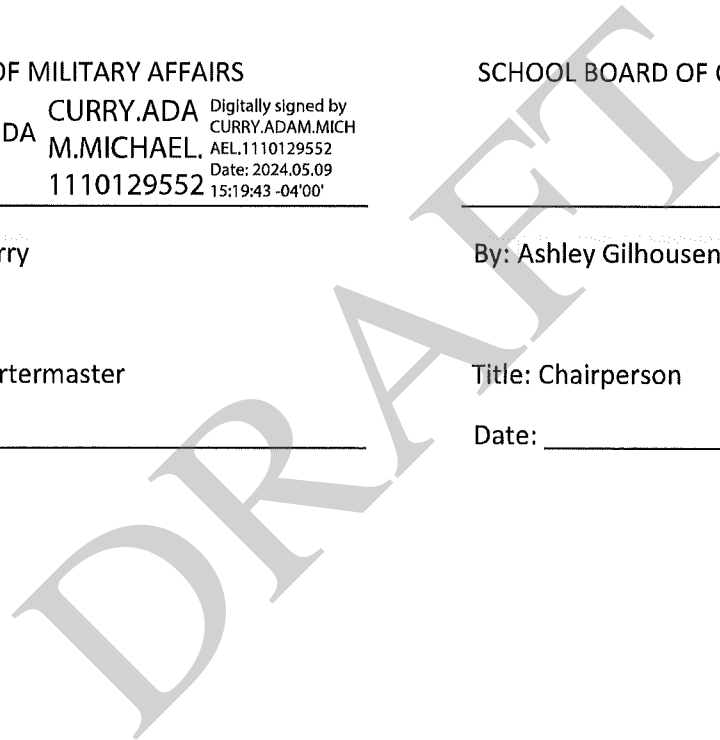 OF MILITARY AFFAIRS
DA
CURRY.ADA
M.MICHAEL.
1110129552
Digitally signed by
CURRY.ADAM.MICH
AEL.1110129552
Date: 2024.05.09
15:19:43 -04'00'
rry
rtermaster
SCHOOL BOARD OF
By: Ashley Gilhousen
Title: Chairperson
Date:
DRAFT